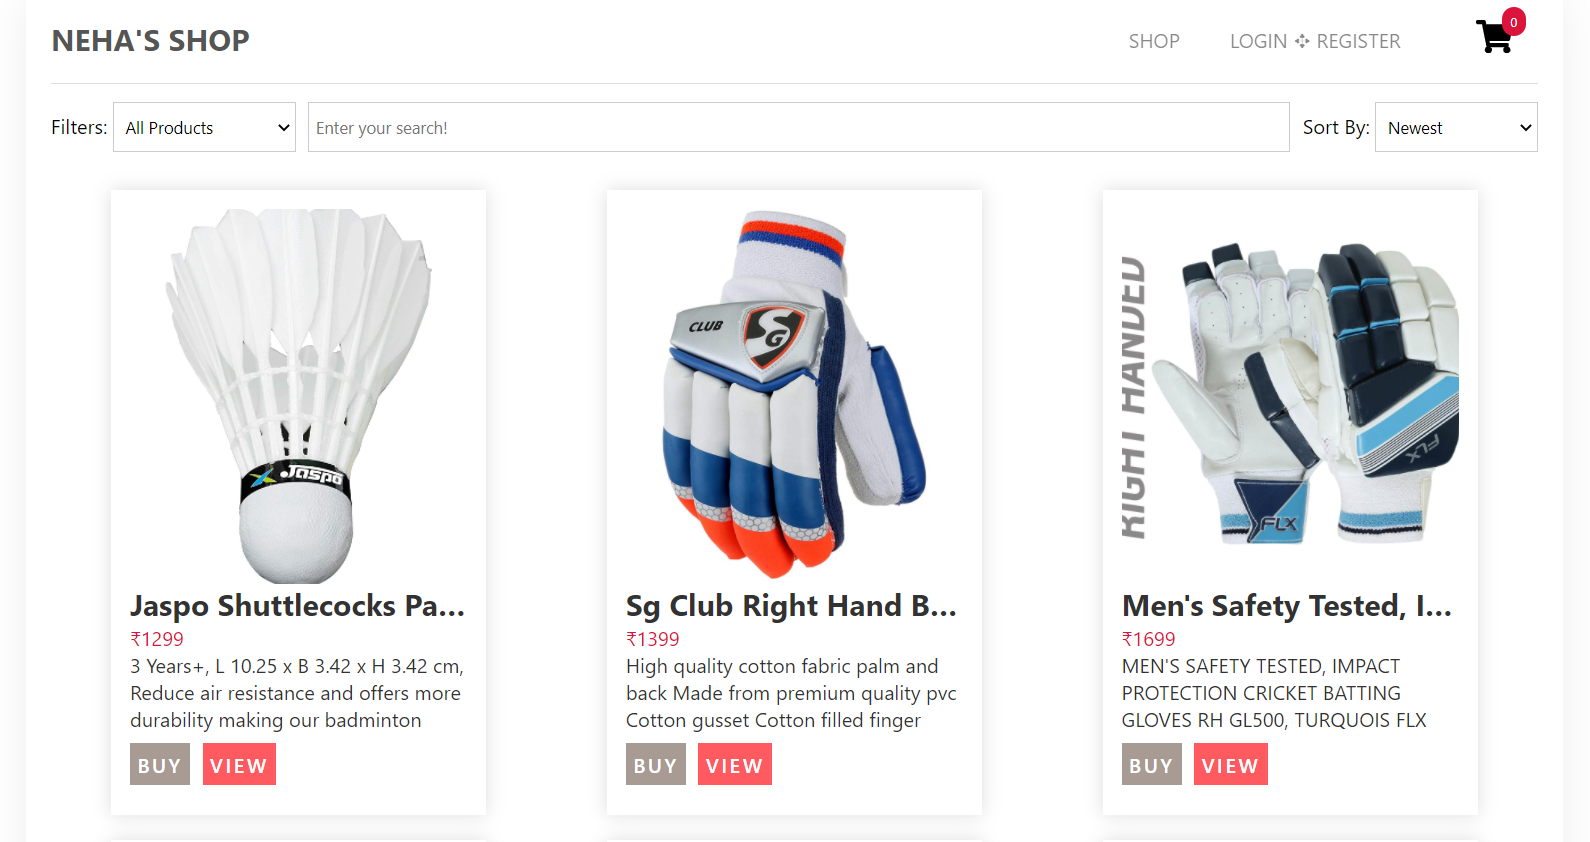 NEHA'S SHOP
SHOP
LOGIN REGISTER
0
Filters:
All Products
Enter your search!
Sort By:
Newest
Jaspo
CLUB
SG
RIGHT HANDED
FLX
FLX
Jaspo Shuttlecocks Pa...
₹1299
3 Years+, L 10.25 x B 3.42 x H 3.42 cm,
Reduce air resistance and offers more
durability making our badminton
BUY VIEW
Sg Club Right Hand B...
₹1399
High quality cotton fabric palm and
back Made from premium quality pvc
Cotton gusset Cotton filled finger
BUY VIEW
Men's Safety Tested, I...
₹1699
MEN'S SAFETY TESTED, IMPACT
PROTECTION CRICKET BATTING
GLOVES RH GL500, TURQUOIS FLX
BUY VIEW